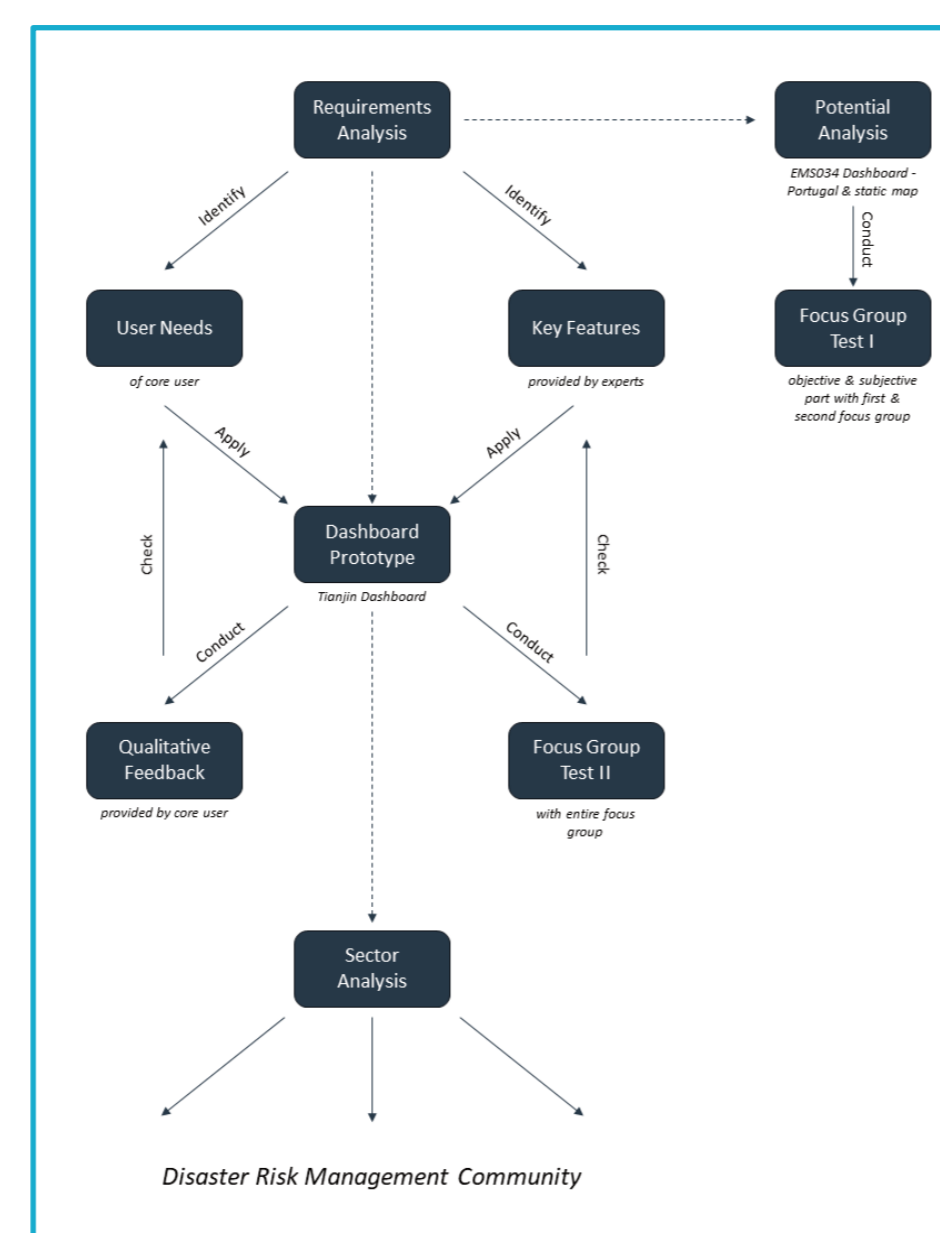 Requirements
Analysis
Potential
Analysis
EMS034 Dashboard -
Portugal & static map
Identify
Identify
Conduct
User Needs
of core user
Key Features
provided by experts
Focus Group
Test I
objective & subjective
part with first &
second focus group
Apply
Apply
Check
Check
Dashboard
Prototype
Tianjin Dashboard
Conduct
Conduct
Qualitative
Feedback
provided by core user
Focus Group
Test II
with entire focus
group
Sector
Analysis
Disaster Risk Management Community